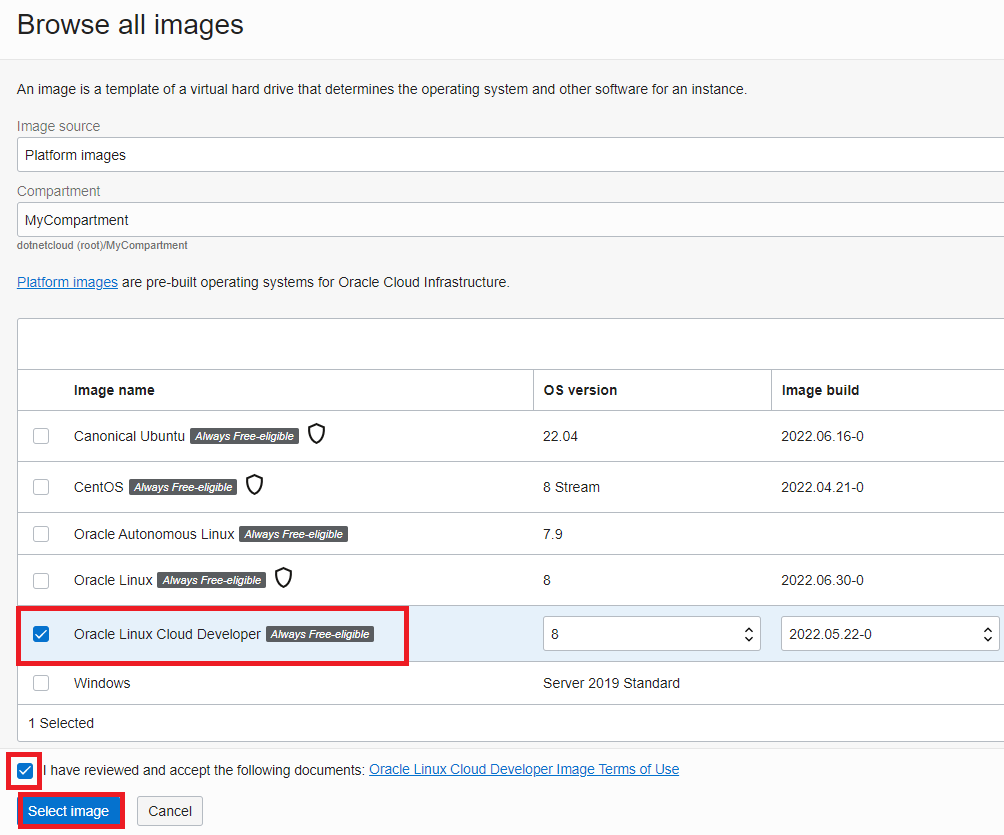 Browse all images
An image is a template of a virtual hard drive that determines the operating system and other software for an instance.
Image source
Platform images
Compartment
MyCompartment
dotnetcloud (root)/MyCompartment
Platform images are pre-built operating systems for Oracle Cloud Infrastructure.
Image name OS version Image build
Canonical Ubuntu Always Free-eligible 22.04 2022.06.16-0
CentOS Always Free-eligible 8 Stream 2022.04.21-0
Oracle Autonomous Linux Always Free-eligible 7.9
Oracle Linux Always Free-eligible 8 2022.06.30-0
Oracle Linux Cloud Developer Always Free-eligible 8 2022.05.22-0
Windows Server 2019 Standard
1 Selected
I have reviewed and accept the following documents: Oracle Linux Cloud Developer Image Terms of Use
Select image Cancel